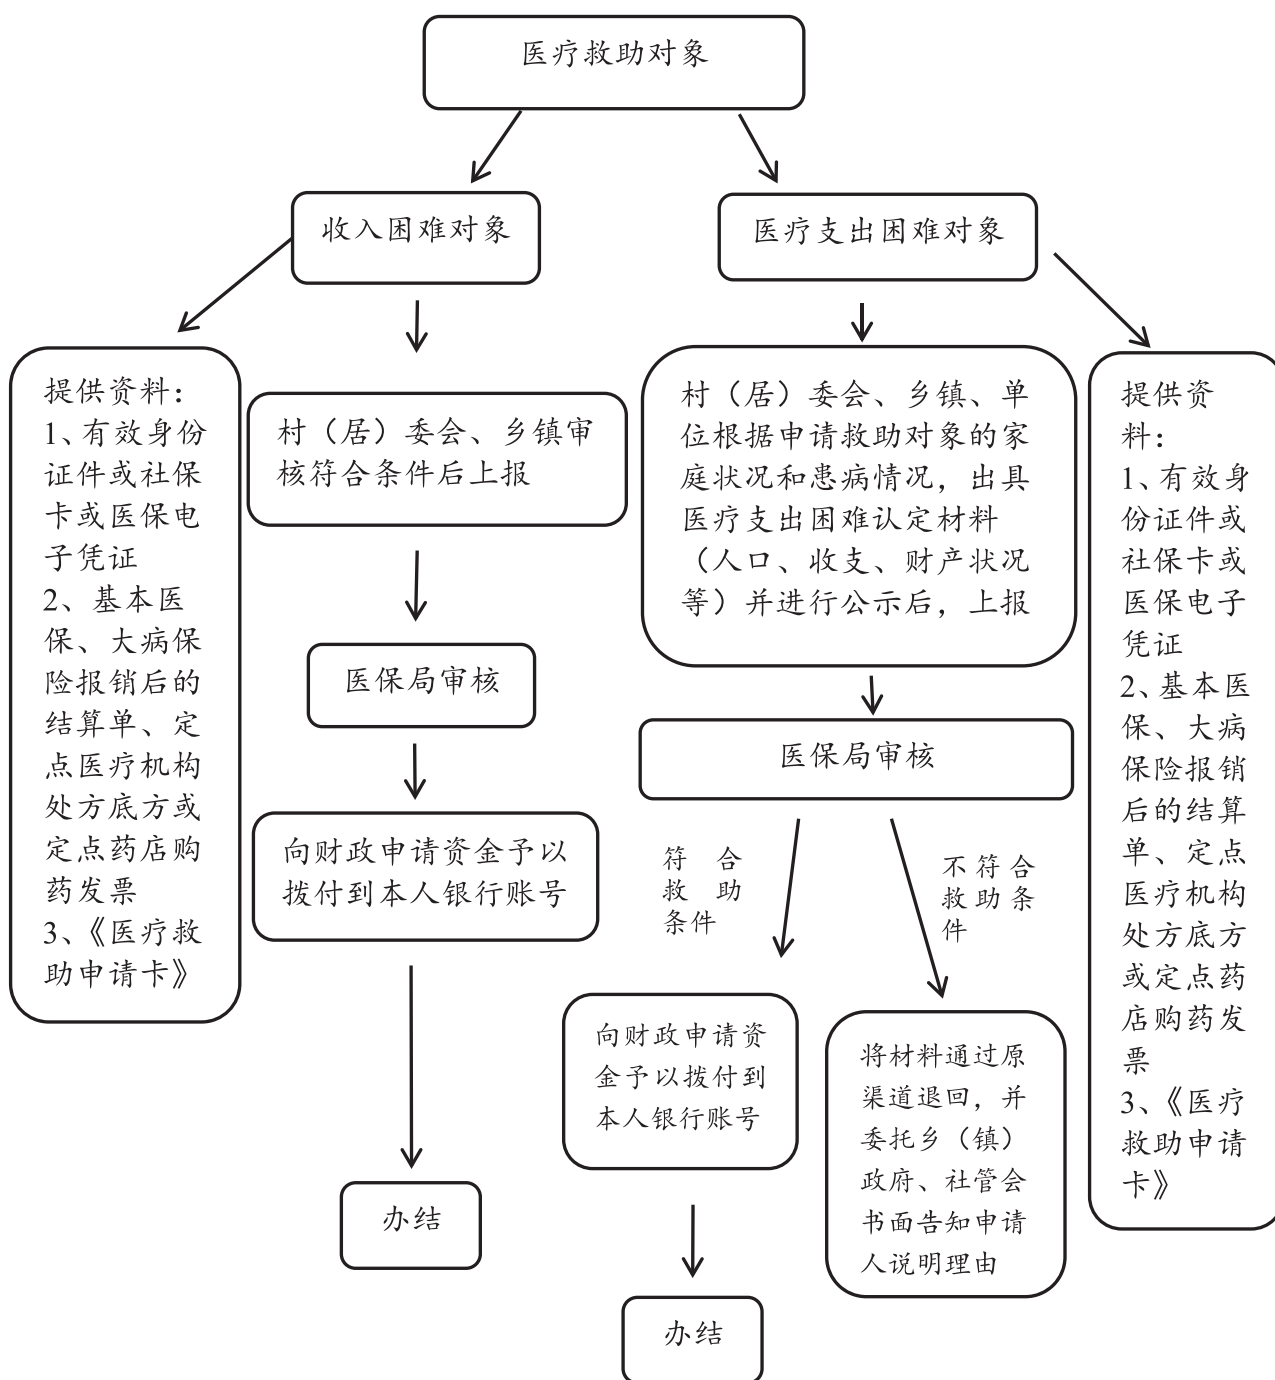 医疗救助对象
收入困难对象
医疗支出困难对象
提供资料：
1、有效身份
证件或社保
卡或医保电
子凭证
2、基本医
保、大病保
险报销后的
结算单、定
点医疗机构
处方底方或
定点药店购
药发票
3、《医疗救
助申请卡》
村（居）委会、乡镇审
核符合条件后上报
医保局审核
向财政申请资金予以
拨付到本人银行账号
办结
村（居）委会、乡镇、单
位根据申请救助对象的家
庭状况和患病情况，出具
医疗支出困难认定材料
（人口、收支、财产状况
等）并进行公示后，上报
医保局审核
符 合
救 助
条件
不符合
救助条
件
向财政申请资
金予以拨付到
本人银行账号
办结
将材料通过原
渠道退回，并
委托乡（镇）
政府、社管会
书面告知申请
人说明理由
提供资
料：
1、有效身
份证件或
社保卡或
医保电子
凭证
2、基本医
保、大病
保险报销
后的结算
单、定点
医疗机构
处方底方
或定点药
店购药发
票
3、《医疗
救助申请
卡》